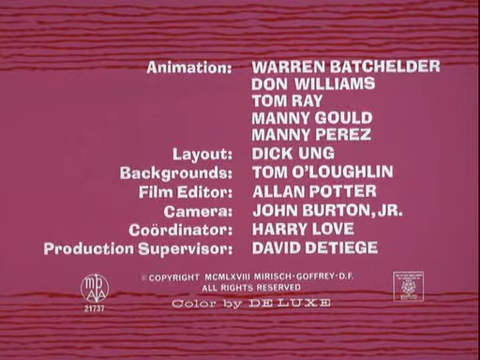 Animation: WARREN BATCHELDER
DON WILLIAMS
TOM RAY
MANNY GOULD
MANNY PEREZ
Layout: DICK UNG
Backgrounds: TOM O'LOUGHLIN
Film Editor: ALLAN POTTER
Camera: JOHN BURTON, JR.
Coördinator: HARRY LOVE
Production Supervisor: DAVID DETIEGE
© COPYRIGHT MCMLXVIII MIRISCH-GOFFREY-D.F.
ALL RIGHTS RESERVED
Color by DELUXE
21737